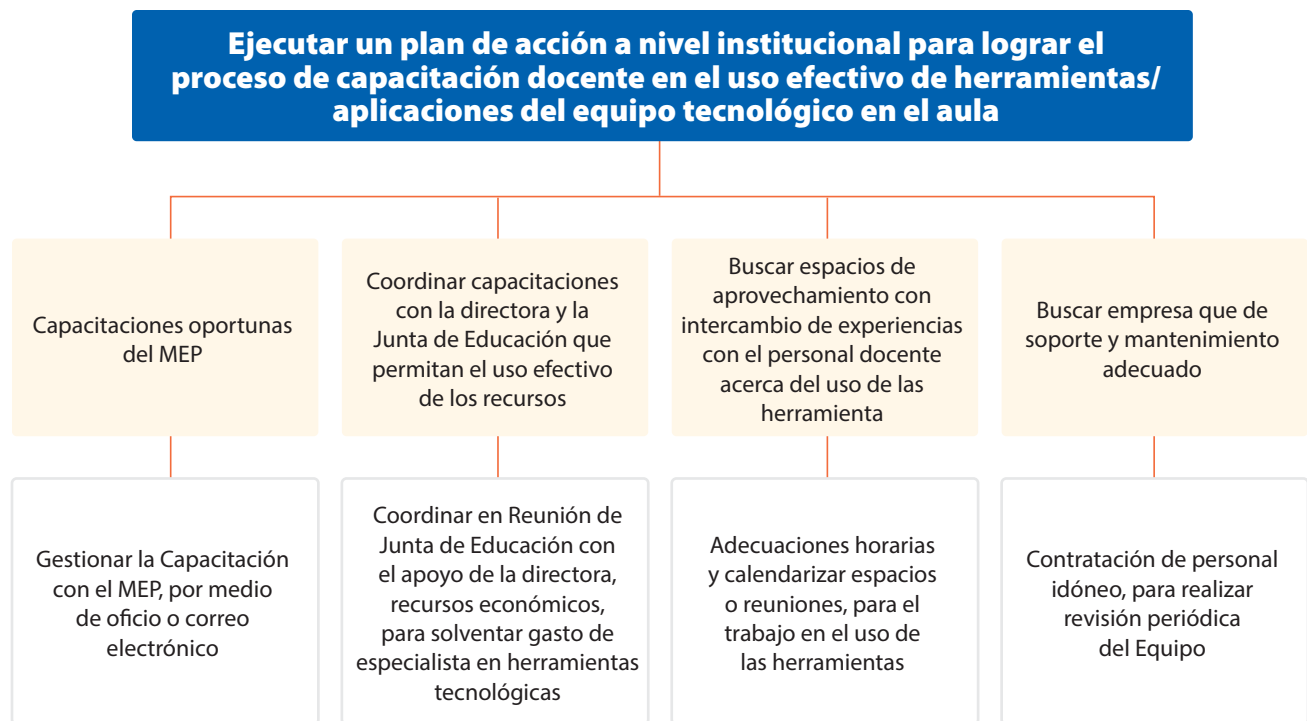 Ejecutar un plan de acción a nivel institucional para lograr el
proceso de capacitación docente en el uso efectivo de herramientas/
aplicaciones del equipo tecnológico en el aula
Capacitaciones oportunas
del MEP
Coordinar capacitaciones
con la directora y la
Junta de Educación que
permitan el uso efectivo
de los recursos
Buscar espacios de
aprovechamiento con
intercambio de experiencias
con el personal docente
acerca del uso de las
herramienta
Buscar empresa que de
soporte y mantenimiento
adecuado
Gestionar la Capacitación
con el MEP, por medio
de oficio o correo
electrónico
Coordinar en Reunión de
Junta de Educación con
el apoyo de la directora,
recursos económicos,
para solventar gasto de
especialista en herramientas
tecnológicas
Adecuaciones horarias
y calendarizar espacios
o reuniones, para el
trabajo en el uso de
las herramientas
Contratación de personal
idóneo, para realizar
revisión periódica
del Equipo